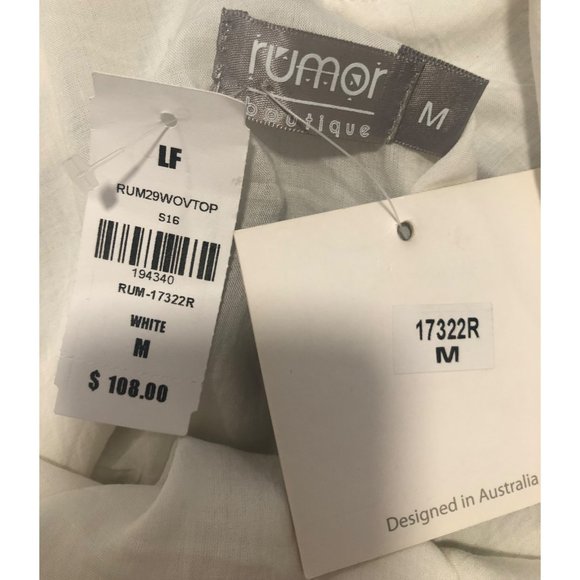 rumor
boutique
M
LF
RUM29WOVTOP
S16
194340
RUM-17322R
WHITE
M
$ 108.00
17322R
M
Designed in Australia